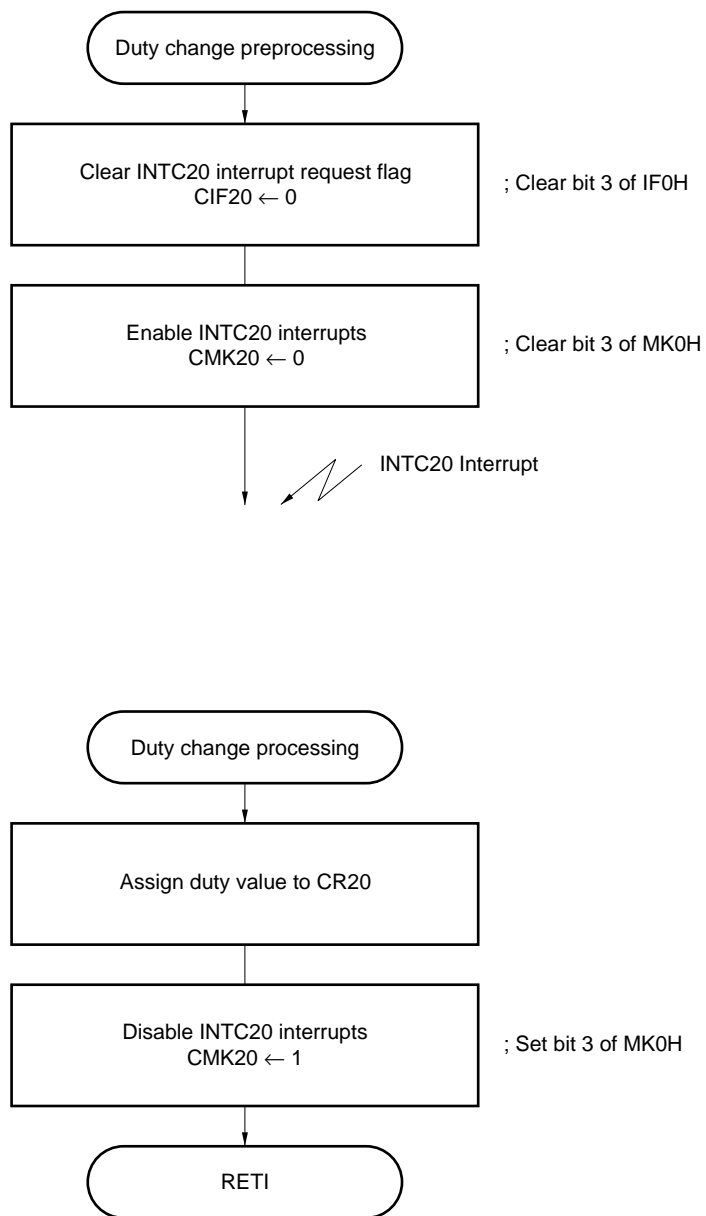 Duty change preprocessing
Clear INTC20 interrupt request flag
CIF20 ← 0
; Clear bit 3 of IF0H
Enable INTC20 interrupts
CMK20 ← 0
; Clear bit 3 of MK0H
INTC20 Interrupt
Duty change processing
Assign duty value to CR20
Disable INTC20 interrupts
CMK20 ← 1
; Set bit 3 of MK0H
RETI